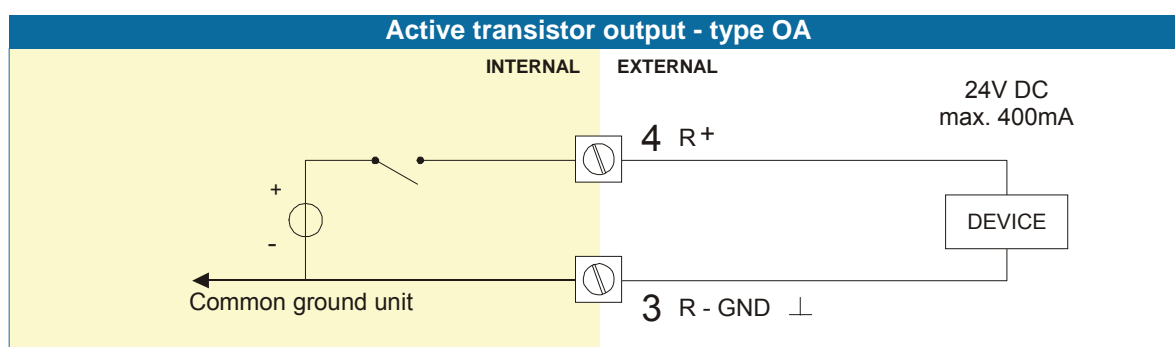 Active transistor output - type OA
INTERNAL EXTERNAL
24V DC
max. 400mA
4 R+
+
-
DEVICE
Common ground unit
3 R - GND ⊥